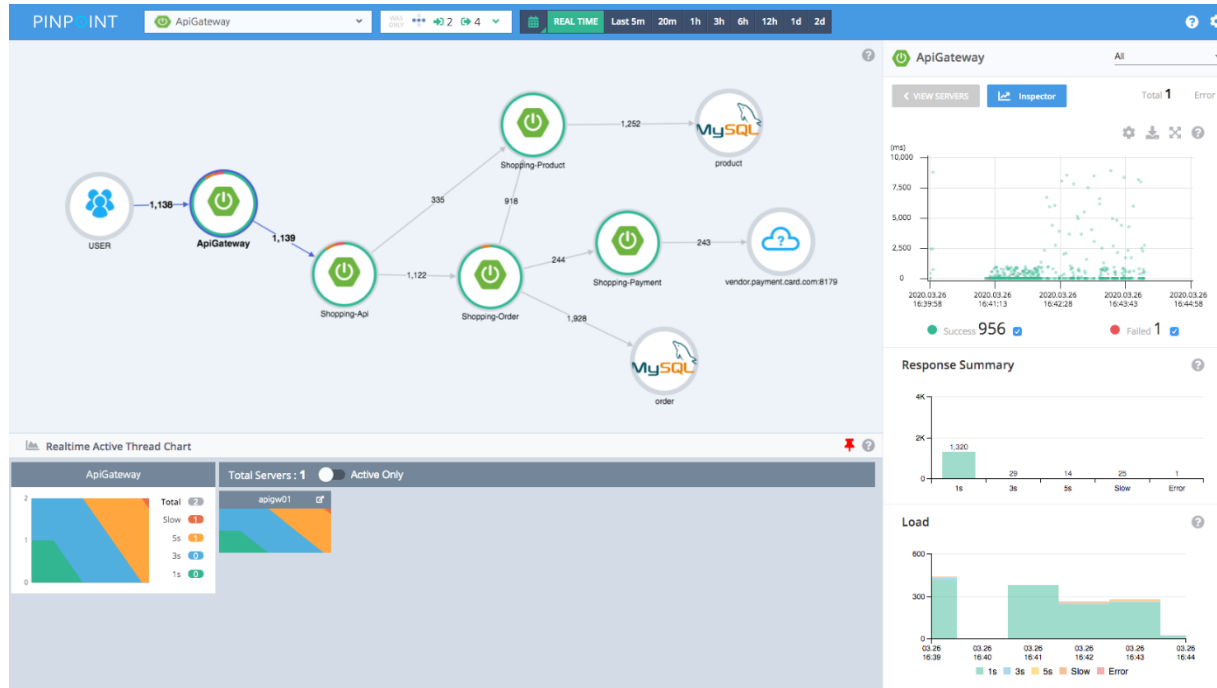 PINPOINT
ApiGateway
WAS ONLY
2
4
REAL TIME
Last 5m
20m
1h
3h
6h
12h
1d
2d
USER
1,138
ApiGateway
1,139
Shopping-Api
335
1,122
Shopping-Product
918
Shopping-Order
1,252
MySQL
product
244
Shopping-Payment
243
vendor.payment.card.com:8179
1,928
MySQL
order
ApiGateway
All
VIEW SERVERS
Inspector
Total 1
Error
(ms)
10,000
7,500
5,000
2,500
0
2020.03.26 16:39:58
2020.03.26 16:41:13
2020.03.26 16:42:28
2020.03.26 16:43:43
2020.03.26 16:44:58
Success 956
Failed 1
Response Summary
4K
2K
0
1,320
29
14
25
1
1s
3s
5s
Slow
Error
Load
600
300
0
03.26 16:39
03.26 16:40
03.26 16:41
03.26 16:42
03.26 16:43
03.26 16:44
1s
3s
5s
Slow
Error
Realtime Active Thread Chart
ApiGateway
2
1
0
Total 2
Slow 1
5s 1
3s 0
1s 0
Total Servers : 1
Active Only
apigw01